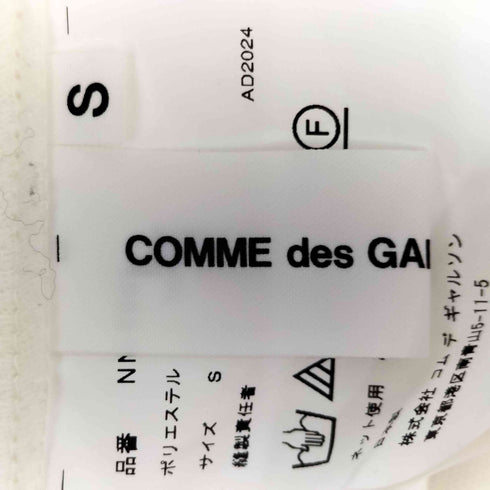 COMME des GA
S
AD2024
F
品番 NN
ポリエステル
サイズ S
縫製責任者
ネット使用
株式会社 コム デ ギャルソン
東京都港区南青山5-11-5